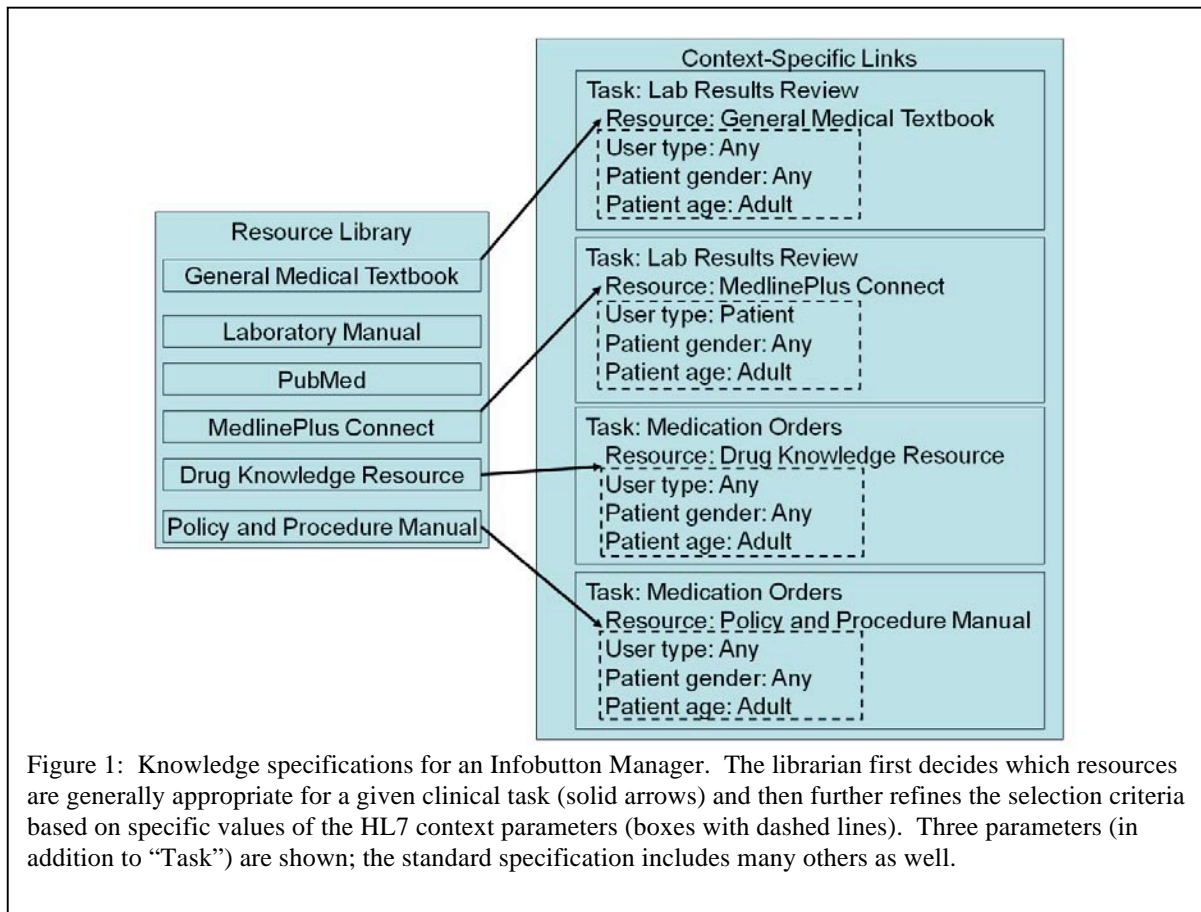 Resource Library
General Medical Textbook
Laboratory Manual
PubMed
MedlinePlus Connect
Drug Knowledge Resource
Policy and Procedure Manual
Context-Specific Links
Task: Lab Results Review
Resource: General Medical Textbook
User type: Any
Patient gender: Any
Patient age: Adult
Task: Lab Results Review
Resource: MedlinePlus Connect
User type: Patient
Patient gender: Any
Patient age: Adult
Task: Medication Orders
Resource: Drug Knowledge Resource
User type: Any
Patient gender: Any
Patient age: Adult
Task: Medication Orders
Resource: Policy and Procedure Manual
User type: Any
Patient gender: Any
Patient age: Adult
Figure 1:  Knowledge specifications for an Infobutton Manager.  The librarian first decides which resources
are generally appropriate for a given clinical task (solid arrows) and then further refines the selection criteria
based on specific values of the HL7 context parameters (boxes with dashed lines).  Three parameters (in
addition to “Task”) are shown; the standard specification includes many others as well.